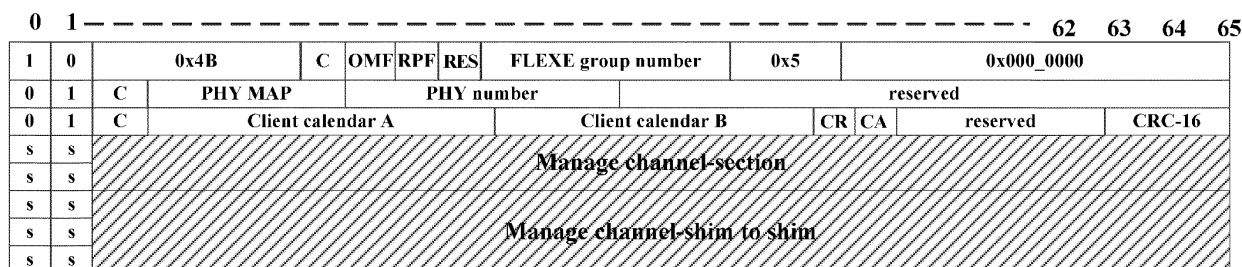 0 1 62 63 64 65
1 0 0x4B C OMF RPF RES FLEXE group number 0x5 0x000_0000
0 1 C PHY MAP PHY number reserved
0 1 C Client calendar A Client calendar B CR CA reserved CRC-16
s s
Manage channel-section
s s
s s
s s
Manage channel-shim to shim
s s